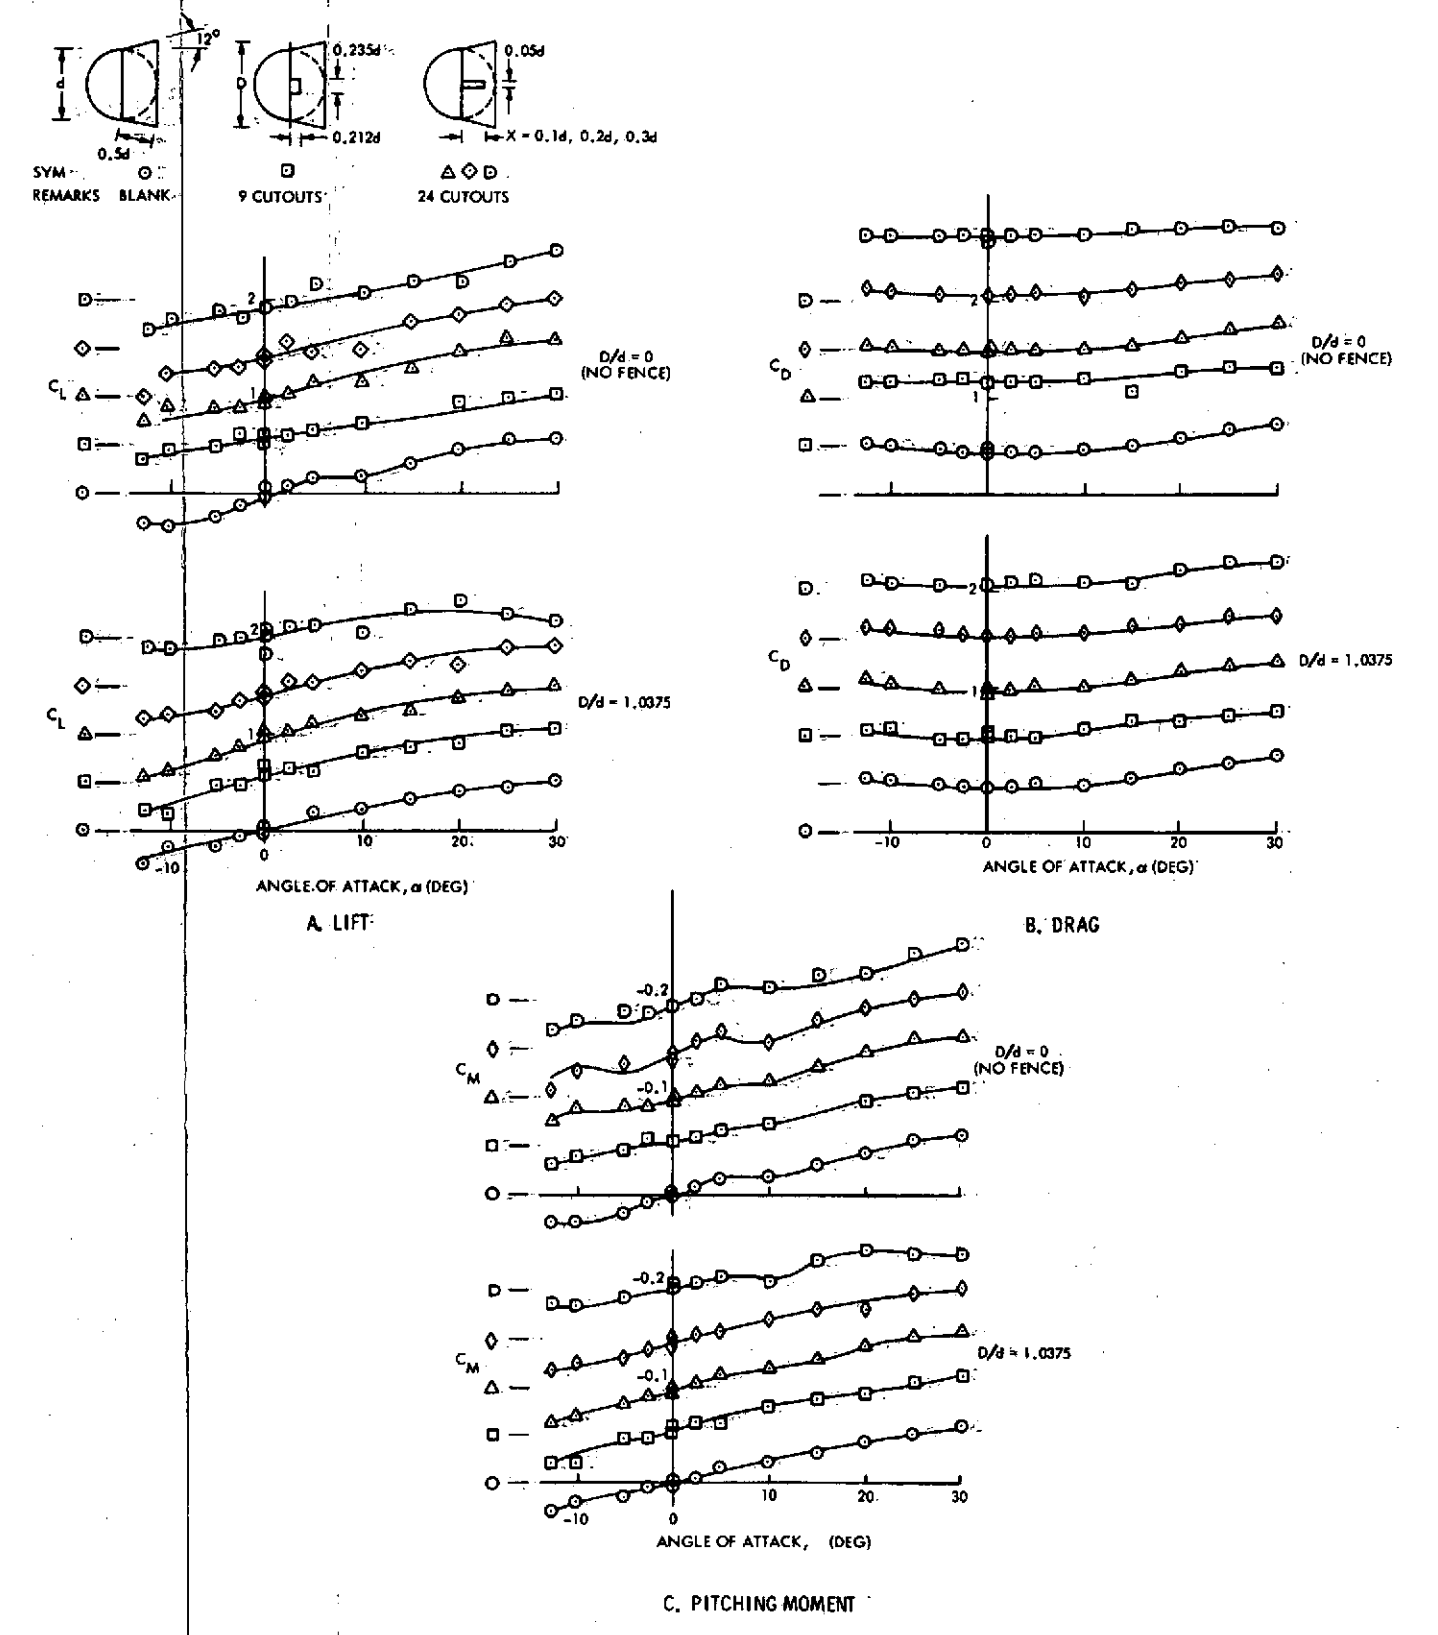 12°
d
0.5d
D
0.235d
0.212d
0.05d
X = 0.1d, 0.2d, 0.3d
SYM
REMARKS BLANK 9 CUTOUTS 24 CUTOUTS
2
C_L 1
D/d = 0
(NO FENCE)
2
C_D
1
D/d = 0
(NO FENCE)
2
C_L
1
D/d = 1.0375
-10 0 10 20 30
ANGLE OF ATTACK, α (DEG)
A. LIFT
2
C_D
1
D/d = 1.0375
-10 0 10 20 30
ANGLE OF ATTACK, α (DEG)
B. DRAG
-0.2
C_M -0.1
D/d = 0
(NO FENCE)
-0.2
C_M
-0.1
D/d = 1.0375
-10 0 10 20 30
ANGLE OF ATTACK, (DEG)
C. PITCHING MOMENT